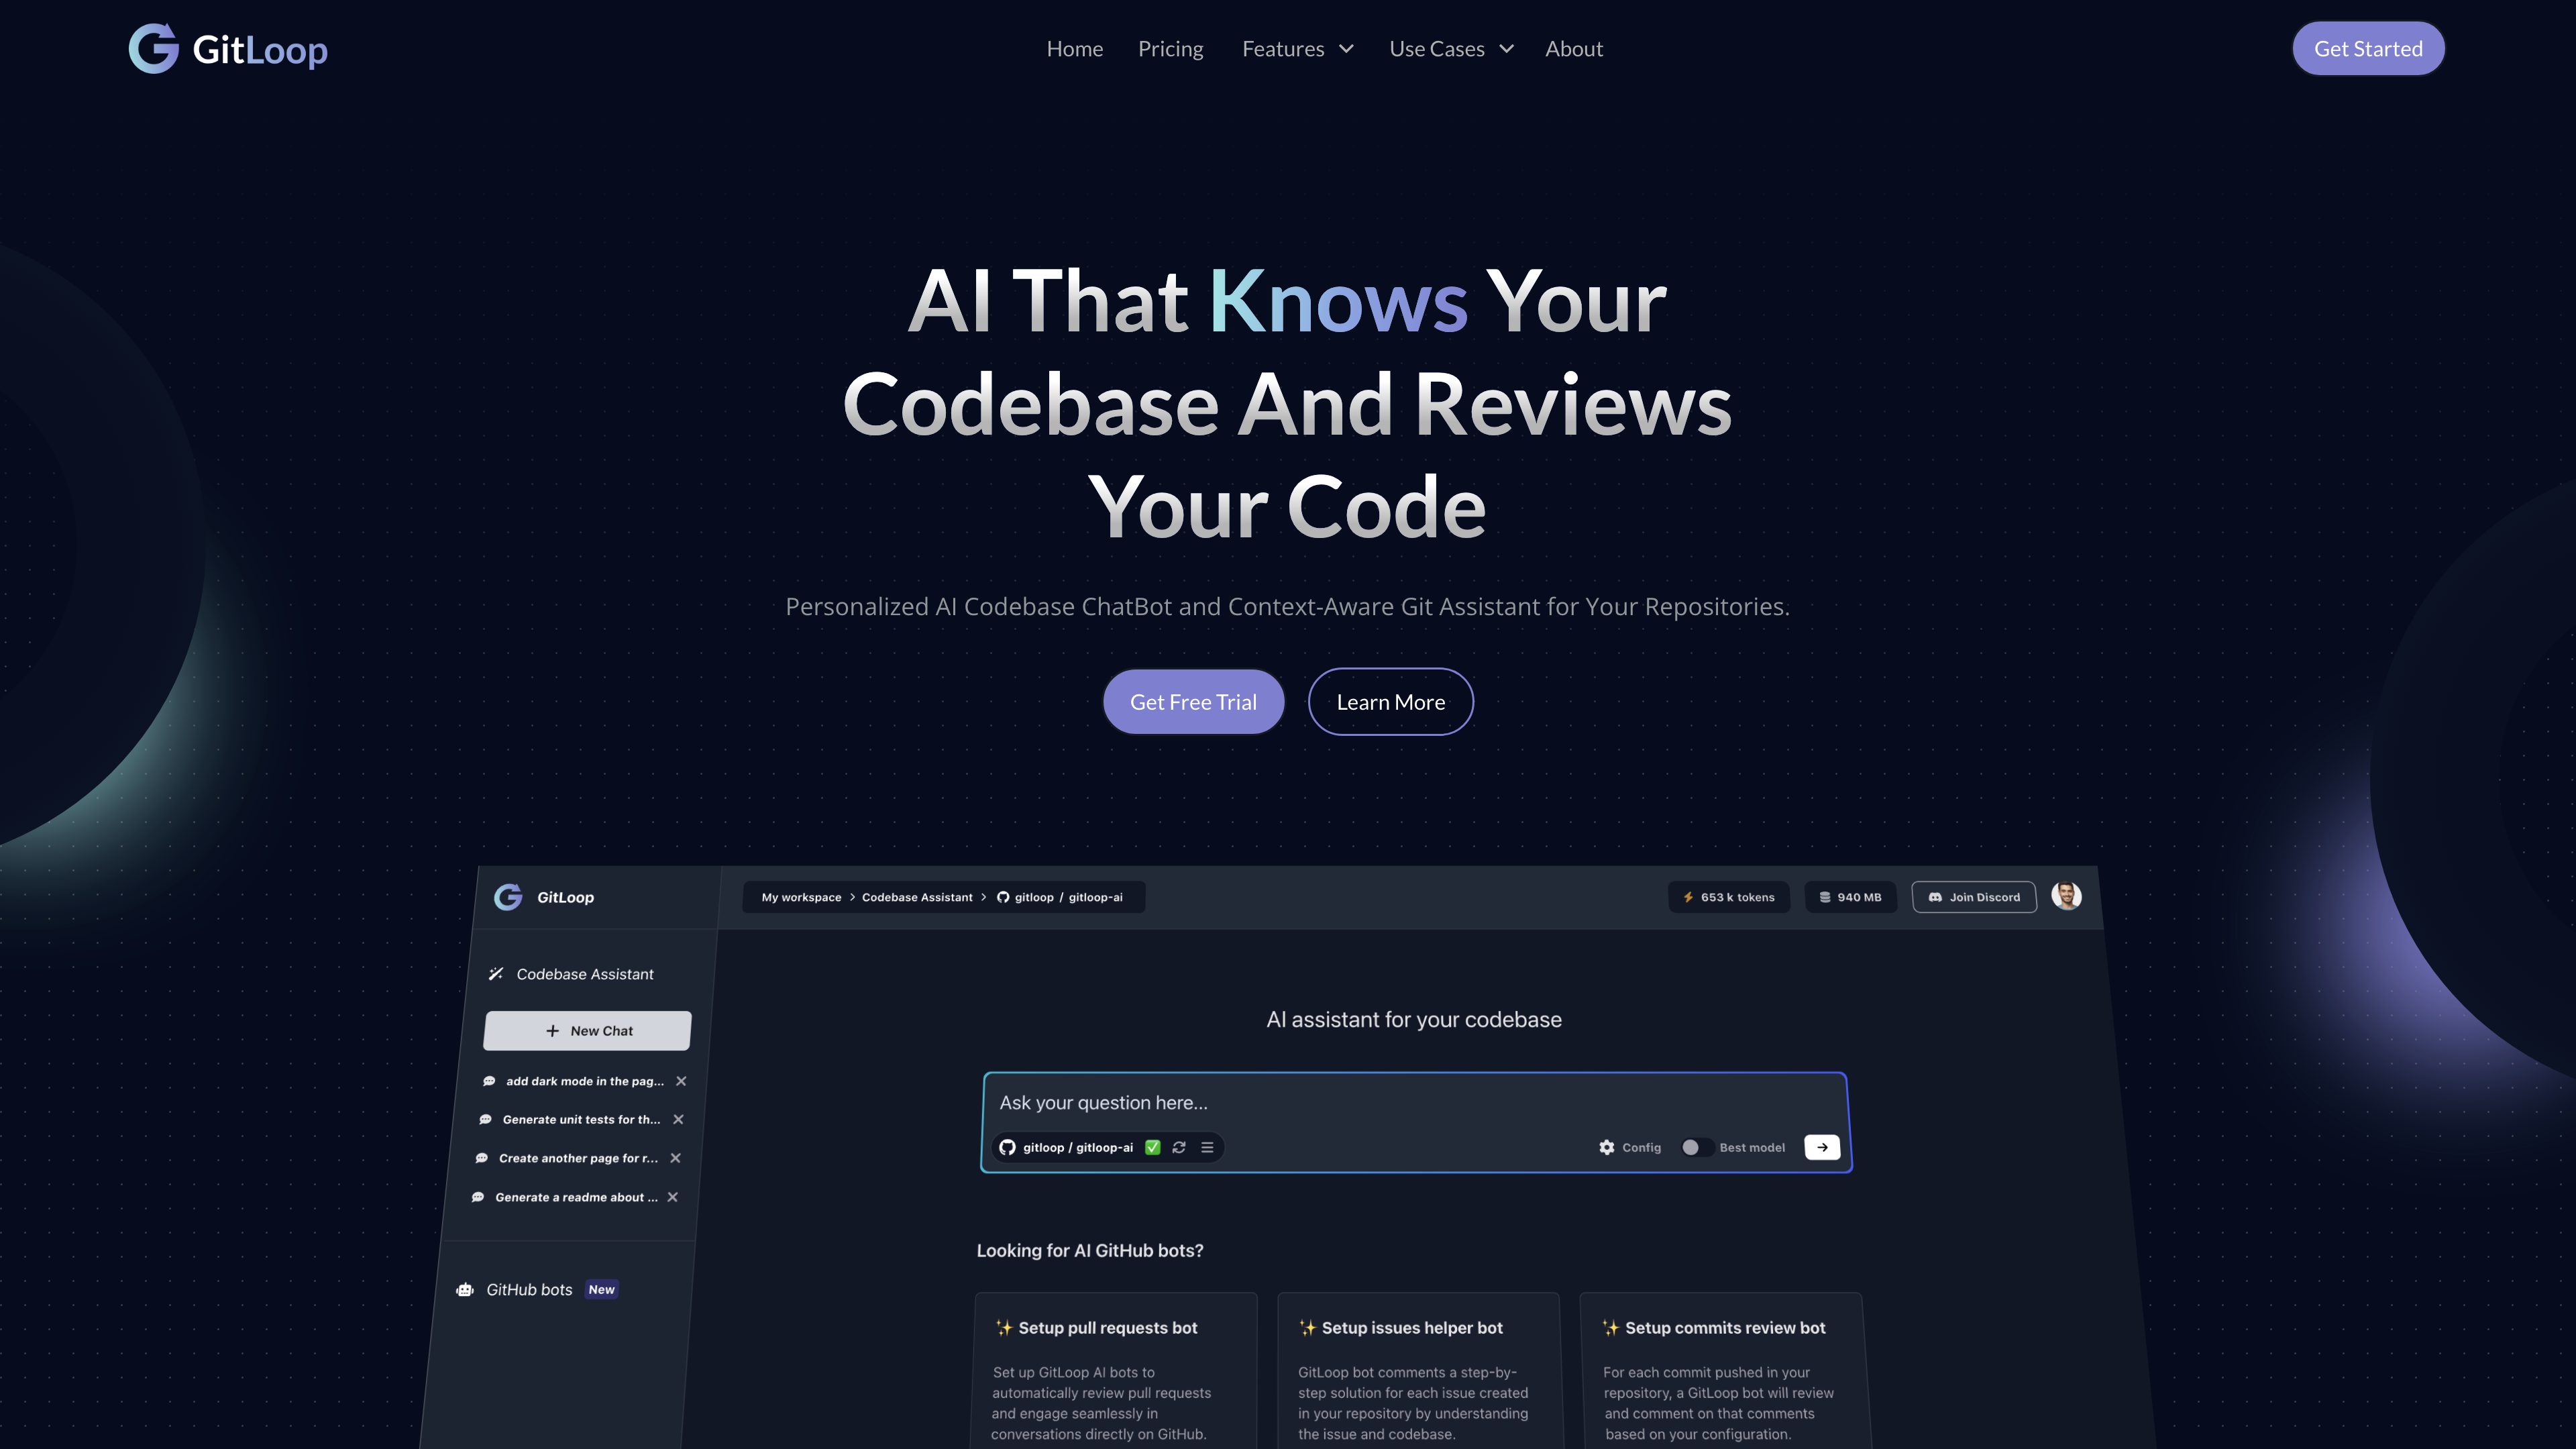 GitLoop
Home Pricing Features Use Cases About
Get Started
AI That Knows Your
Codebase And Reviews
Your Code
Personalized AI Codebase ChatBot and Context-Aware Git Assistant for Your Repositories.
Get Free Trial Learn More
GitLoop
My workspace > Codebase Assistant > gitloop / gitloop-ai
653 k tokens 940 MB Join Discord
Codebase Assistant
+ New Chat
add dark mode in the pag...
Generate unit tests for th...
Create another page for r...
Generate a readme about ...
GitHub bots New
AI assistant for your codebase
Ask your question here...
gitloop / gitloop-ai
Config Best model
Looking for AI GitHub bots?
✨ Setup pull requests bot
Set up GitLoop AI bots to
automatically review pull requests
and engage seamlessly in
conversations directly on GitHub.
✨ Setup issues helper bot
GitLoop bot comments a step-by-
step solution for each issue created
in your repository by understanding
the issue and codebase.
✨ Setup commits review bot
For each commit pushed in your
repository, a GitLoop bot will review
and comment on that comments
based on your configuration.